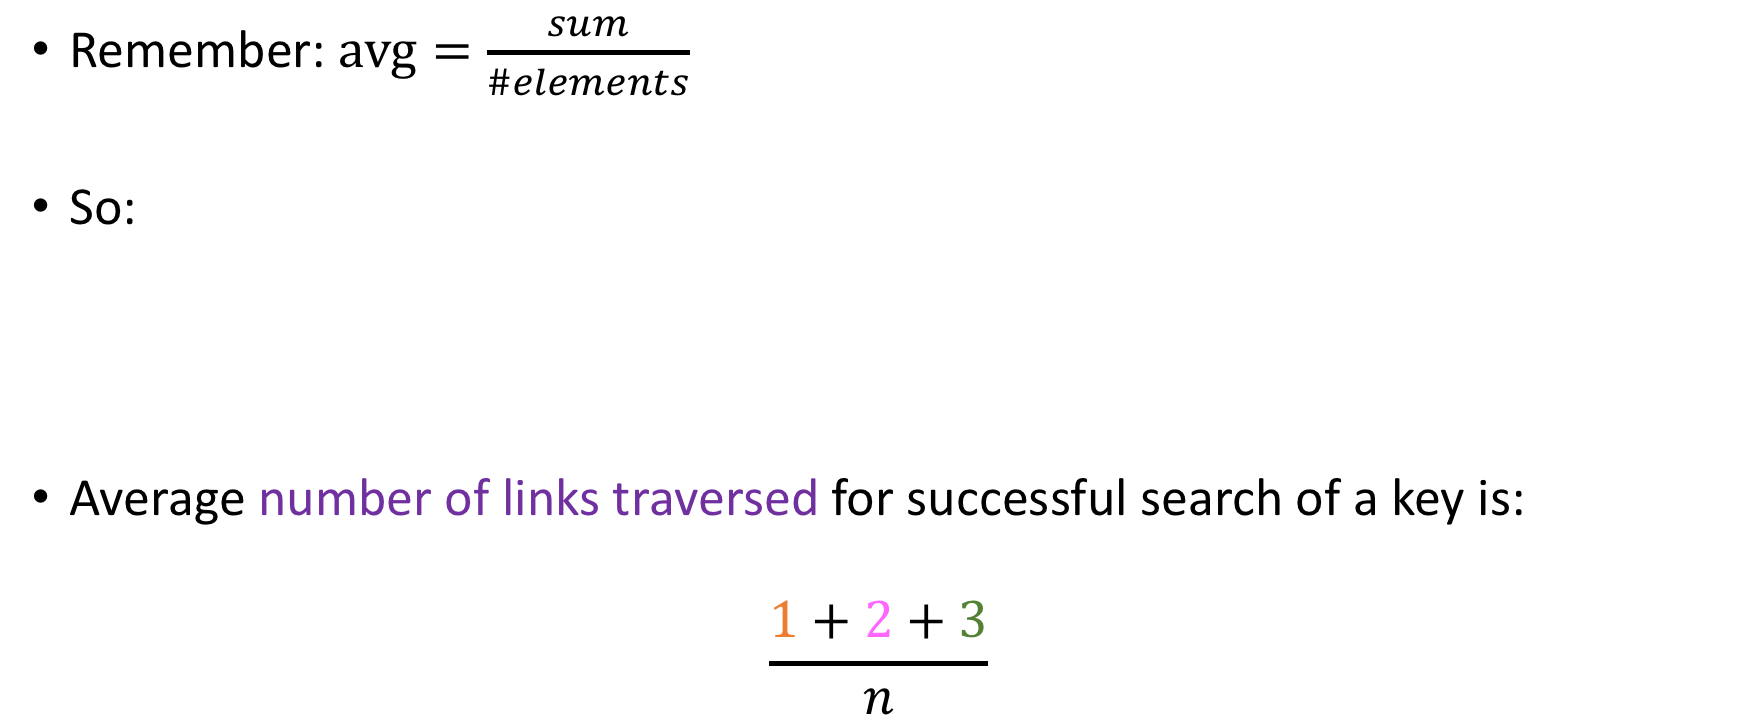 • Remember: avg = sum / #elements
• So:
• Average number of links traversed for successful search of a key is:
1 + 2 + 3
n